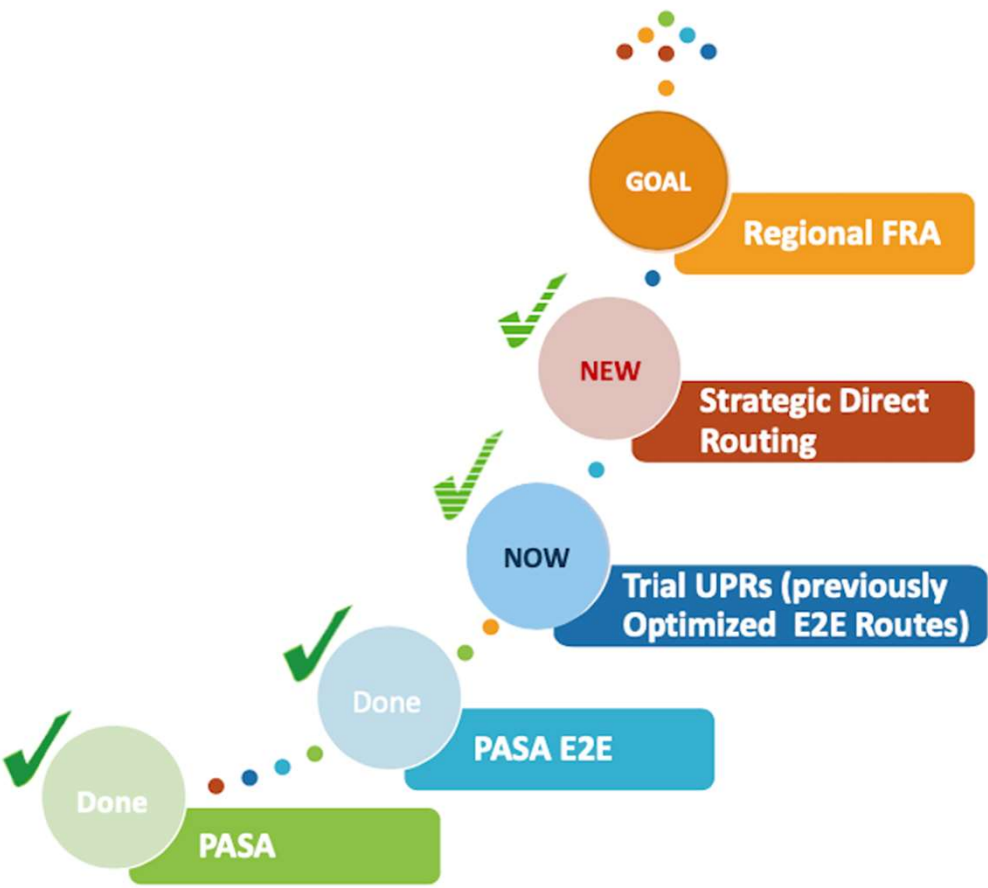 GOAL
Regional FRA
NEW
Strategic Direct
Routing
NOW
Trial UPRs (previously
Optimized  E2E Routes)
Done
PASA E2E
Done
PASA